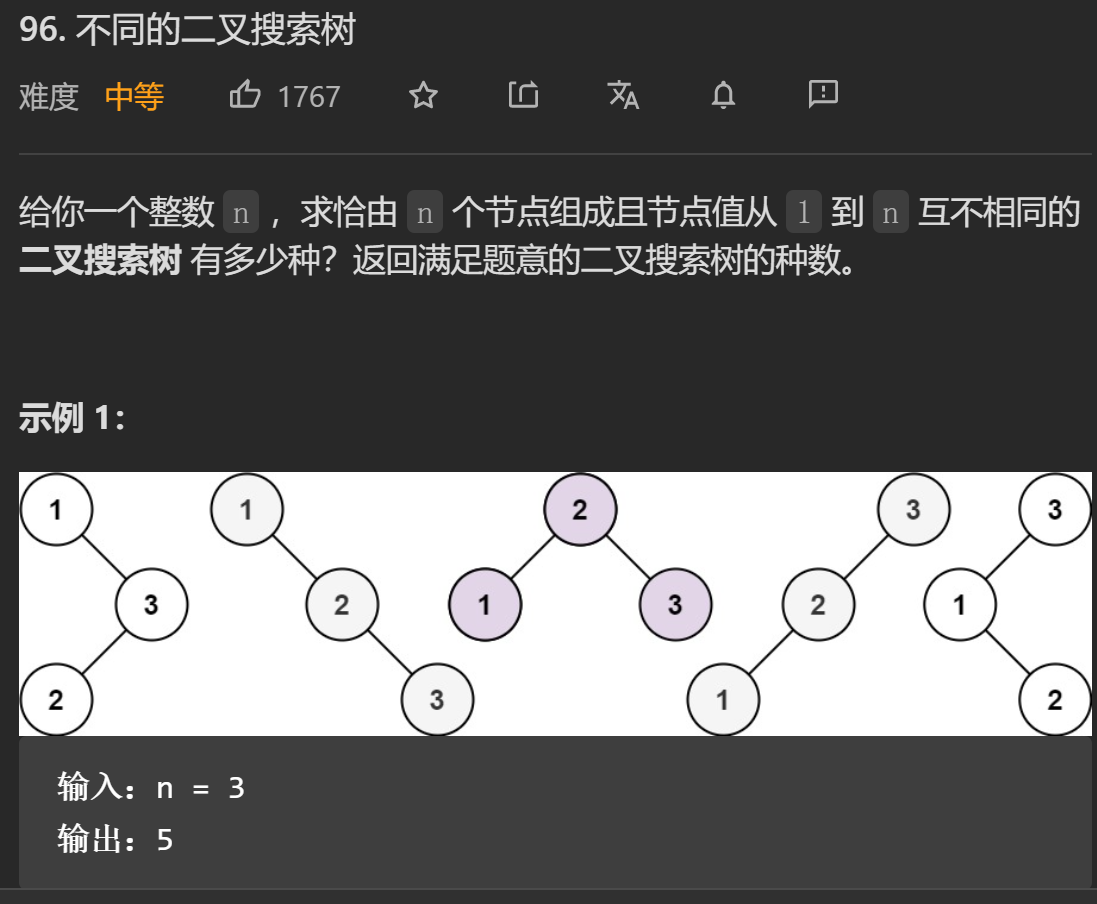 96. 不同的二叉搜索树
难度 中等 1767
给你一个整数 n ，求恰由 n 个节点组成且节点值从 1 到 n 互不相同的
二叉搜索树 有多少种？返回满足题意的二叉搜索树的种数。
示例 1：
1 1 2 3 3
3 2 1 3 2 1
2 3 1 2
输入：n = 3
输出：5